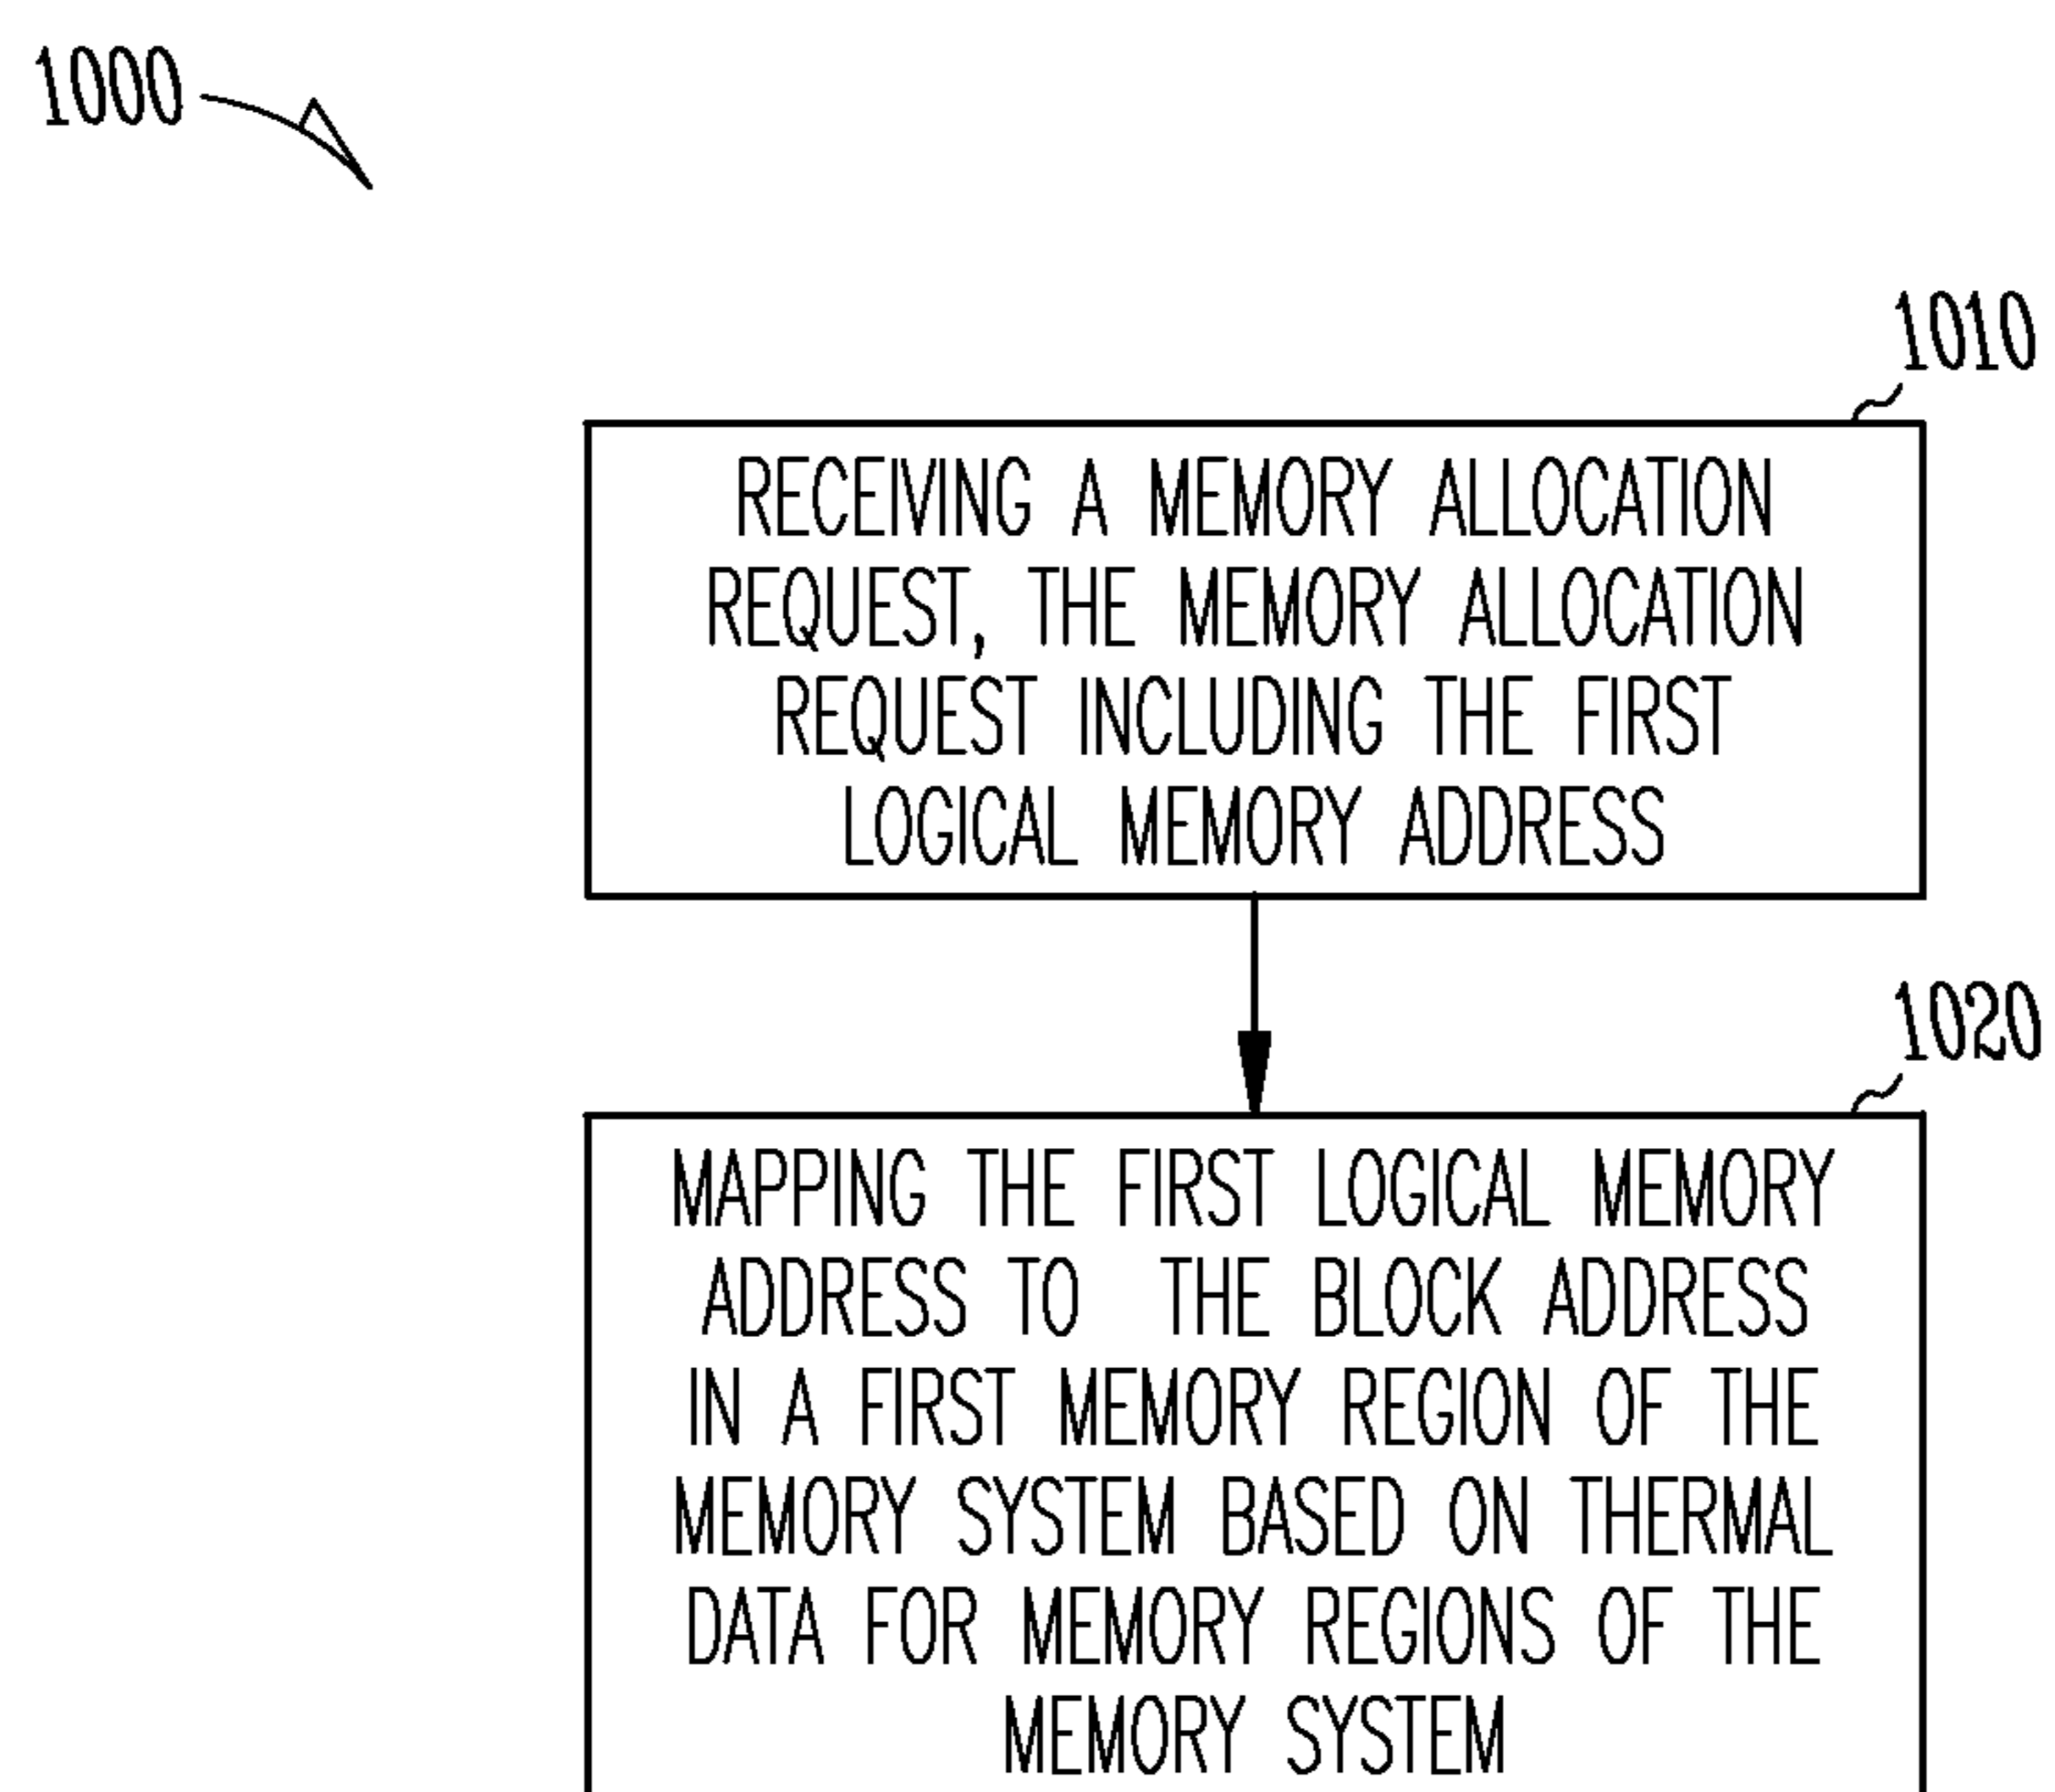 1000
1010
RECEIVING A MEMORY ALLOCATION
REQUEST, THE MEMORY ALLOCATION
REQUEST INCLUDING THE FIRST
LOGICAL MEMORY ADDRESS
1020
MAPPING THE FIRST LOGICAL MEMORY
ADDRESS TO THE BLOCK ADDRESS
IN A FIRST MEMORY REGION OF THE
MEMORY SYSTEM BASED ON THERMAL
DATA FOR MEMORY REGIONS OF THE
MEMORY SYSTEM